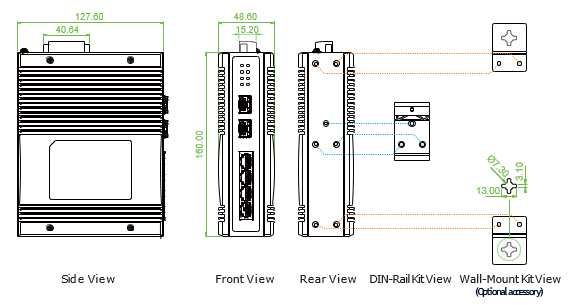 127.60
40.64
48.60
15.20
160.00
Ø7.30
3.10
13.00
Side View
Front View
Rear View
DIN-Rail Kit View
Wall-Mount Kit View
(Optional accessory)